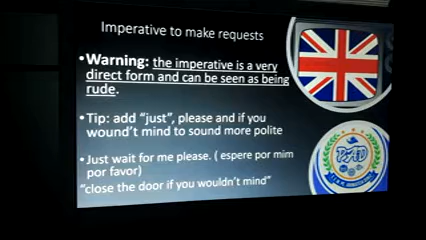 Imperative to make requests
•Warning: the imperative is a very
direct form and can be seen as being
rude.
•Tip: add “just”, please and if you
wound’t mind to sound more polite
•Just wait for me please. ( espere por mim
por favor)
“close the door if you wouldn’t mind”